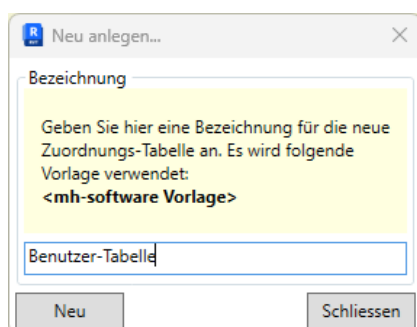 Neu anlegen...
Bezeichnung
Geben Sie hier eine Bezeichnung für die neue
Zuordnungs-Tabelle an. Es wird folgende
Vorlage verwendet:
<mh-software Vorlage>
Benutzer-Tabelle
Neu
Schliessen